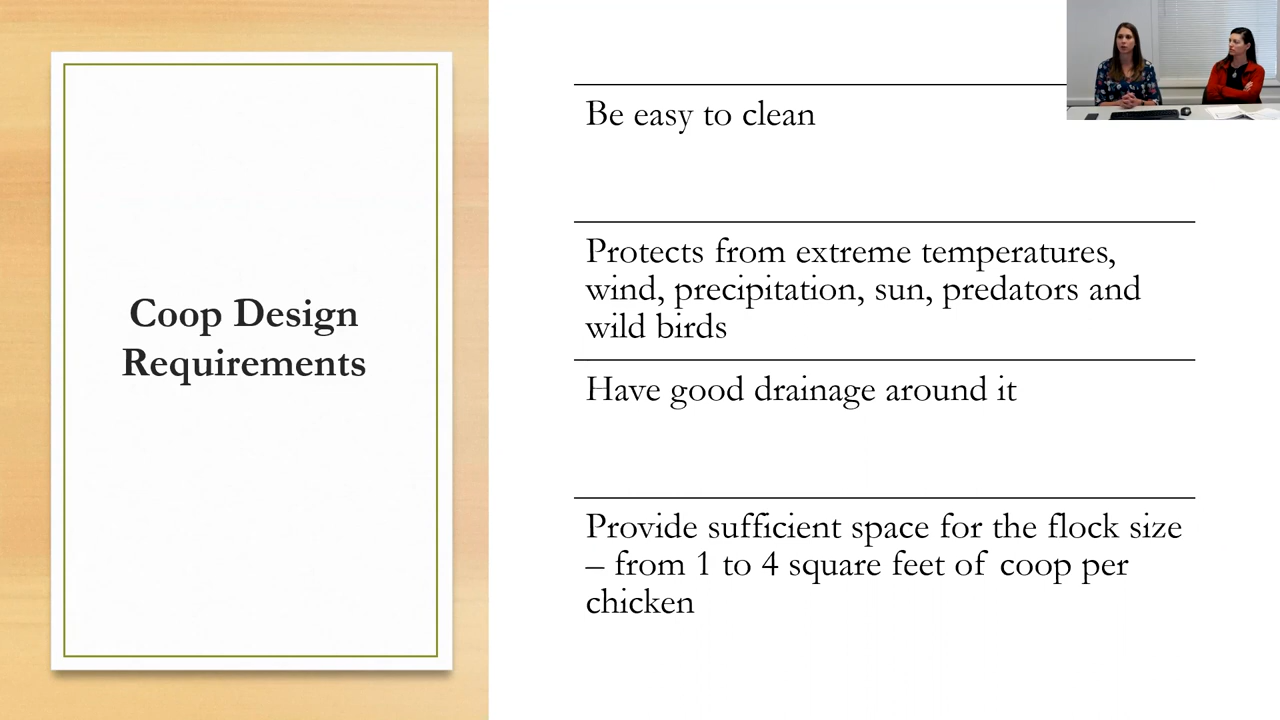 Coop Design
Requirements
Be easy to clean
Protects from extreme temperatures,
wind, precipitation, sun, predators and
wild birds
Have good drainage around it
Provide sufficient space for the flock size
– from 1 to 4 square feet of coop per
chicken